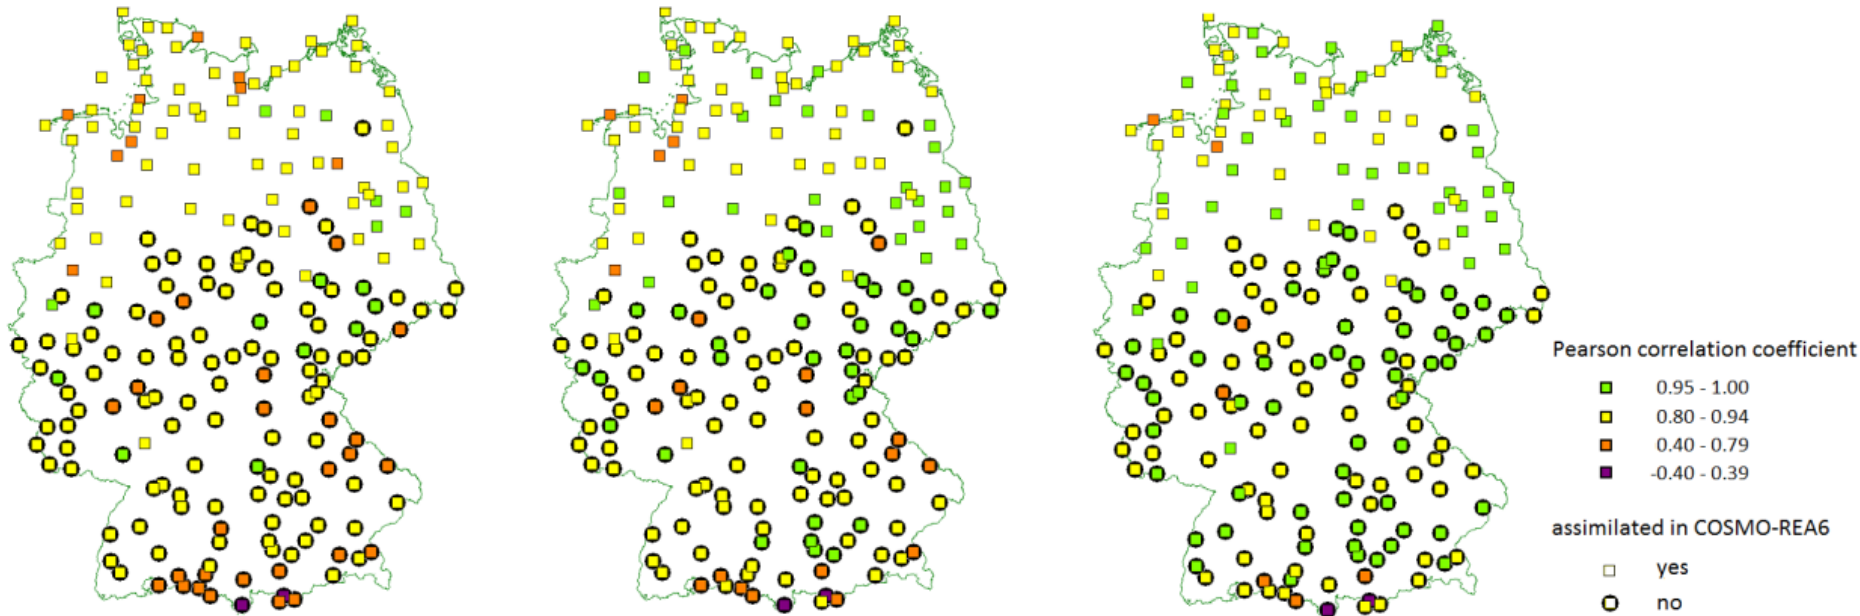 Pearson correlation coefficient
0.95 - 1.00
0.80 - 0.94
0.40 - 0.79
-0.40 - 0.39
assimilated in COSMO-REA6
yes
no